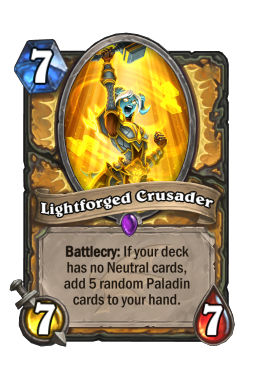 7
Lightforged Crusader
Battlecry: If your deck
has no Neutral cards,
add 5 random Paladin
cards to your hand.
7
7